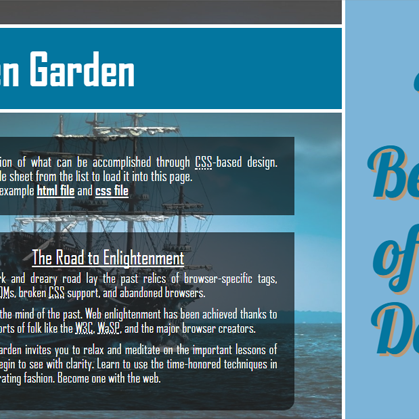 en Garden
ion of what can be accomplished through CSS-based design.
le sheet from the list to load it into this page.
example html file and css file
The Road to Enlightenment
rk and dreary road lay the past relics of browser-specific tags,
OMs, broken CSS support, and abandoned browsers.
the mind of the past. Web enlightenment has been achieved thanks to
orts of folk like the W3C, WaSP, and the major browser creators.
arden invites you to relax and meditate on the important lessons of
egin to see with clarity. Learn to use the time-honored techniques in
rating fashion. Become one with the web.
Be
of
De